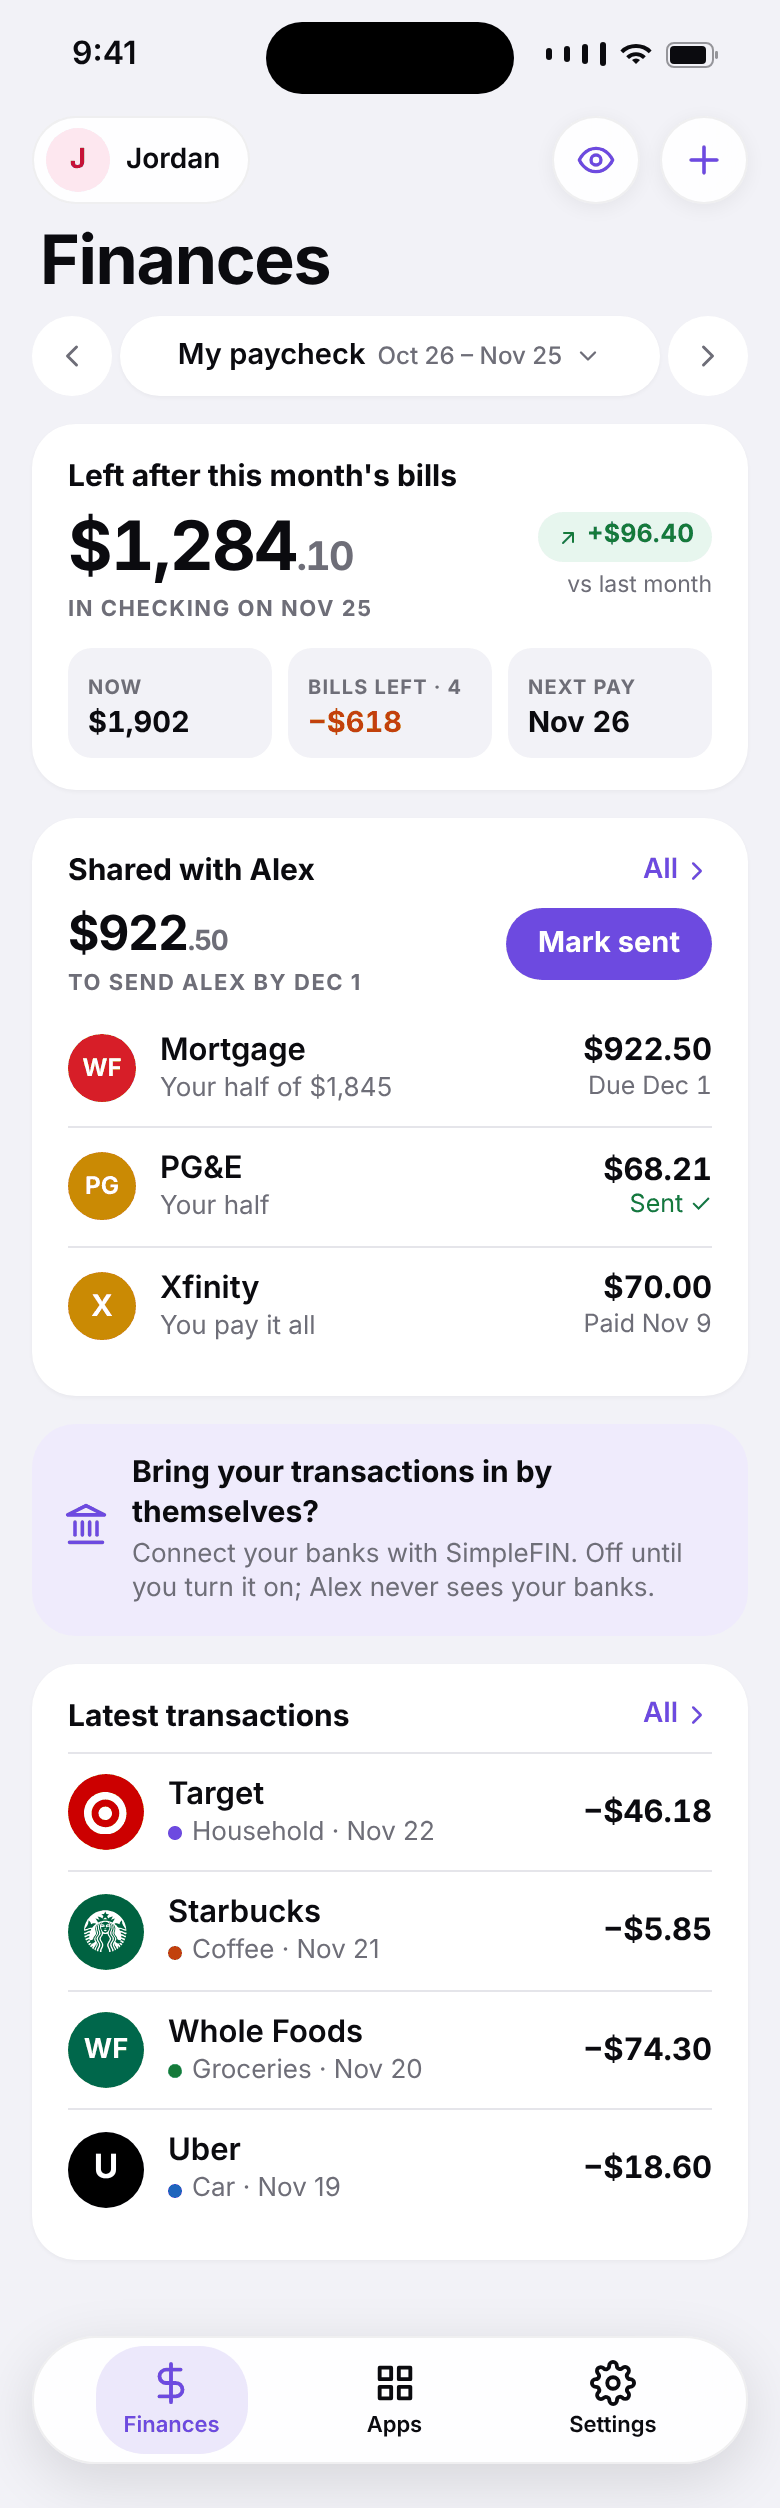 9:41
J Jordan
Finances
My paycheck Oct 26 – Nov 25
Left after this month's bills
$1,284.10
+$96.40
vs last month
IN CHECKING ON NOV 25
NOW
$1,902
BILLS LEFT · 4
−$618
NEXT PAY
Nov 26
Shared with Alex
All
$922.50
Mark sent
TO SEND ALEX BY DEC 1
WF
Mortgage
$922.50
Your half of $1,845
Due Dec 1
PG
PG&E
$68.21
Your half
Sent
X
Xfinity
$70.00
You pay it all
Paid Nov 9
Bring your transactions in by
themselves?
Connect your banks with SimpleFIN. Off until
you turn it on; Alex never sees your banks.
Latest transactions
All
Target
Household · Nov 22
−$46.18
Starbucks
Coffee · Nov 21
−$5.85
WF
Whole Foods
Groceries · Nov 20
−$74.30
U
Uber
Car · Nov 19
−$18.60
Finances
Apps
Settings